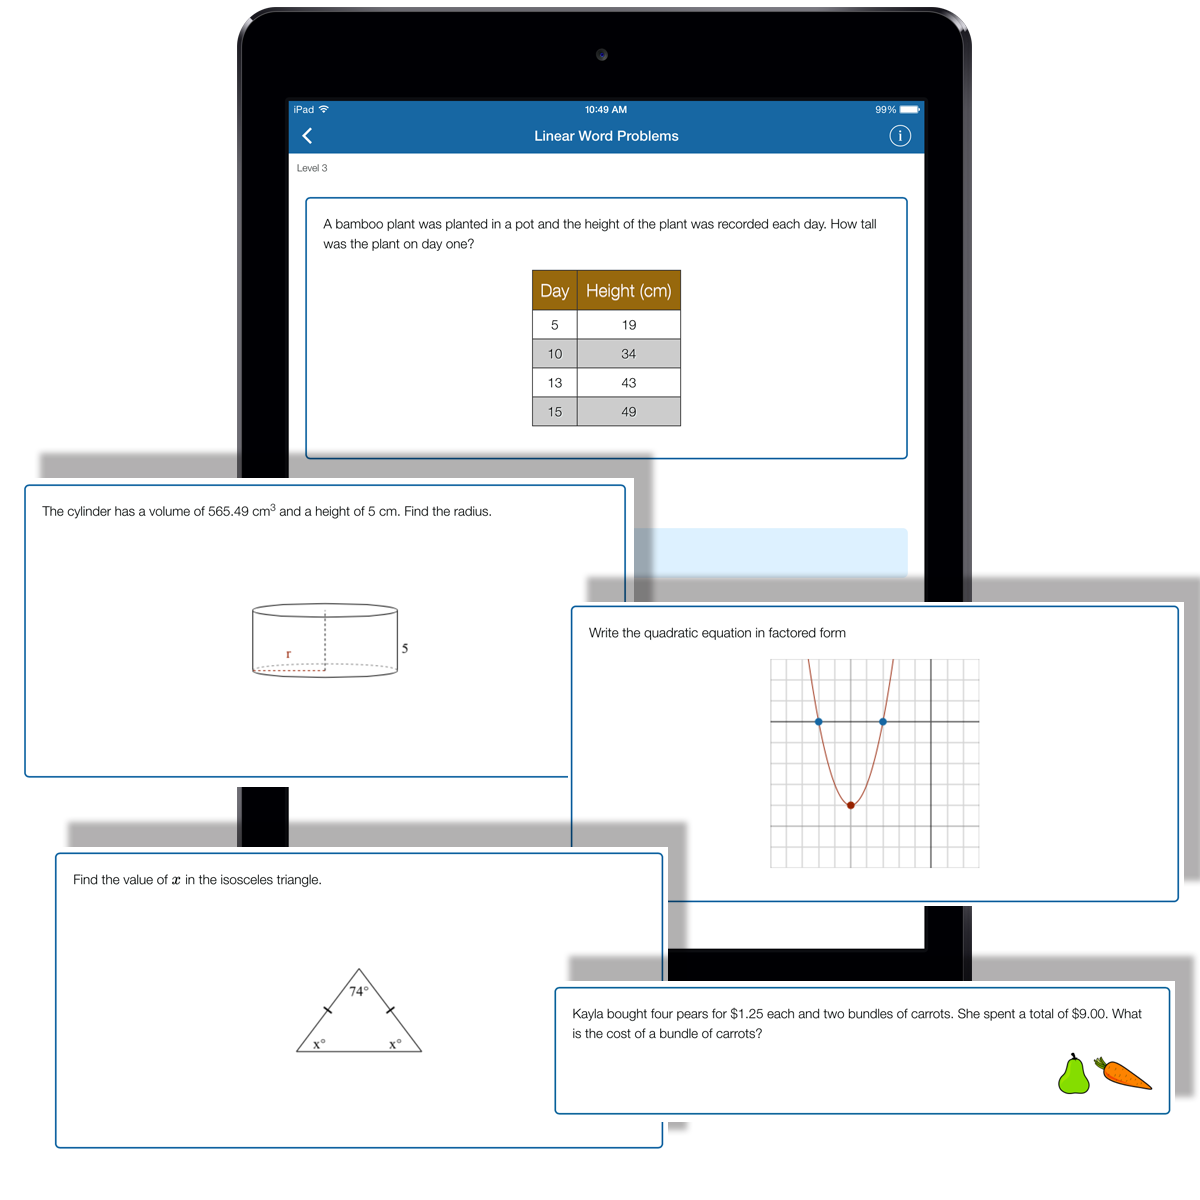 iPad 10:49 AM 99%
Linear Word Problems
Level 3
A bamboo plant was planted in a pot and the height of the plant was recorded each day. How tall
was the plant on day one?
Day Height (cm)
5 19
10 34
13 43
15 49
The cylinder has a volume of 565.49 cm³ and a height of 5 cm. Find the radius.
r
5
Write the quadratic equation in factored form
Find the value of x in the isosceles triangle.
74°
x° x°
Kayla bought four pears for $1.25 each and two bundles of carrots. She spent a total of $9.00. What
is the cost of a bundle of carrots?